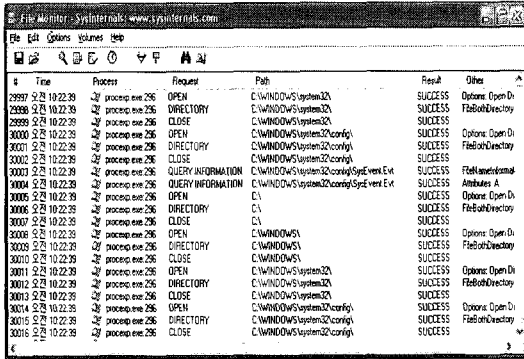 File Monitor - Sysinternals: www.sysinternals.com
File Edit Options Volumes Help
# Time Process Request Path Result Other
29997 오전 10:22:39 procexp.exe:296 OPEN C:\WINDOWS\system32\ SUCCESS Options: Open Di
29998 오전 10:22:39 procexp.exe:296 DIRECTORY C:\WINDOWS\system32\ SUCCESS FileBothDirectory
29999 오전 10:22:39 procexp.exe:296 CLOSE C:\WINDOWS\system32\ SUCCESS
30000 오전 10:22:39 procexp.exe:296 OPEN C:\WINDOWS\system32\config\ SUCCESS Options: Open Di
30001 오전 10:22:39 procexp.exe:296 DIRECTORY C:\WINDOWS\system32\config\ SUCCESS FileBothDirectory
30002 오전 10:22:39 procexp.exe:296 CLOSE C:\WINDOWS\system32\config\ SUCCESS
30003 오전 10:22:39 procexp.exe:296 QUERY INFORMATION C:\WINDOWS\system32\config\SysEvent.Evt SUCCESS FileNameInformat
30004 오전 10:22:39 procexp.exe:296 QUERY INFORMATION C:\WINDOWS\system32\config\SysEvent.Evt SUCCESS Attributes: A
30005 오전 10:22:39 procexp.exe:296 OPEN C:\ SUCCESS Options: Open Di
30006 오전 10:22:39 procexp.exe:296 DIRECTORY C:\ SUCCESS FileBothDirectory
30007 오전 10:22:39 procexp.exe:296 CLOSE C:\ SUCCESS
30008 오전 10:22:39 procexp.exe:296 OPEN C:\WINDOWS\ SUCCESS Options: Open Di
30009 오전 10:22:39 procexp.exe:296 DIRECTORY C:\WINDOWS\ SUCCESS FileBothDirectory
30010 오전 10:22:39 procexp.exe:296 CLOSE C:\WINDOWS\ SUCCESS
30011 오전 10:22:39 procexp.exe:296 OPEN C:\WINDOWS\system32\ SUCCESS Options: Open Di
30012 오전 10:22:39 procexp.exe:296 DIRECTORY C:\WINDOWS\system32\ SUCCESS FileBothDirectory
30013 오전 10:22:39 procexp.exe:296 CLOSE C:\WINDOWS\system32\ SUCCESS
30014 오전 10:22:39 procexp.exe:296 OPEN C:\WINDOWS\system32\config\ SUCCESS Options: Open Di
30015 오전 10:22:39 procexp.exe:296 DIRECTORY C:\WINDOWS\system32\config\ SUCCESS FileBothDirectory
30016 오전 10:22:39 procexp.exe:296 CLOSE C:\WINDOWS\system32\config\ SUCCESS